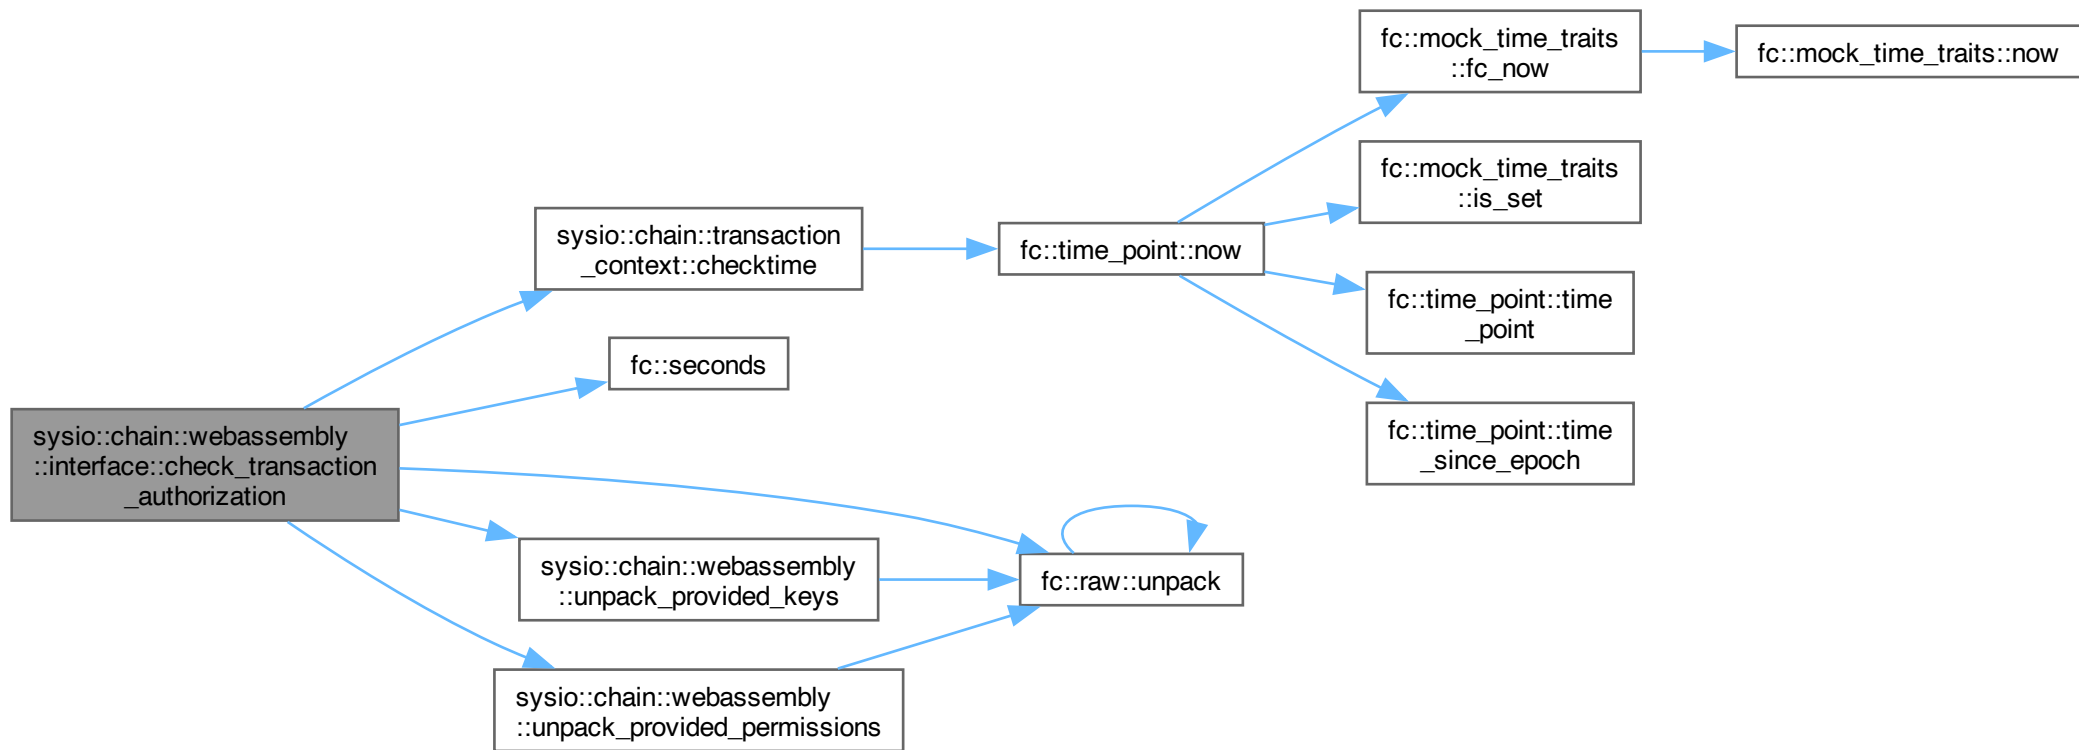 sysio::chain::webassembly
::interface::check_transaction
_authorization
sysio::chain::transaction
_context::checktime
fc::seconds
sysio::chain::webassembly
::unpack_provided_keys
sysio::chain::webassembly
::unpack_provided_permissions
fc::time_point::now
fc::raw::unpack
fc::mock_time_traits
::fc_now
fc::mock_time_traits
::is_set
fc::time_point::time
_point
fc::time_point::time
_since_epoch
fc::mock_time_traits::now